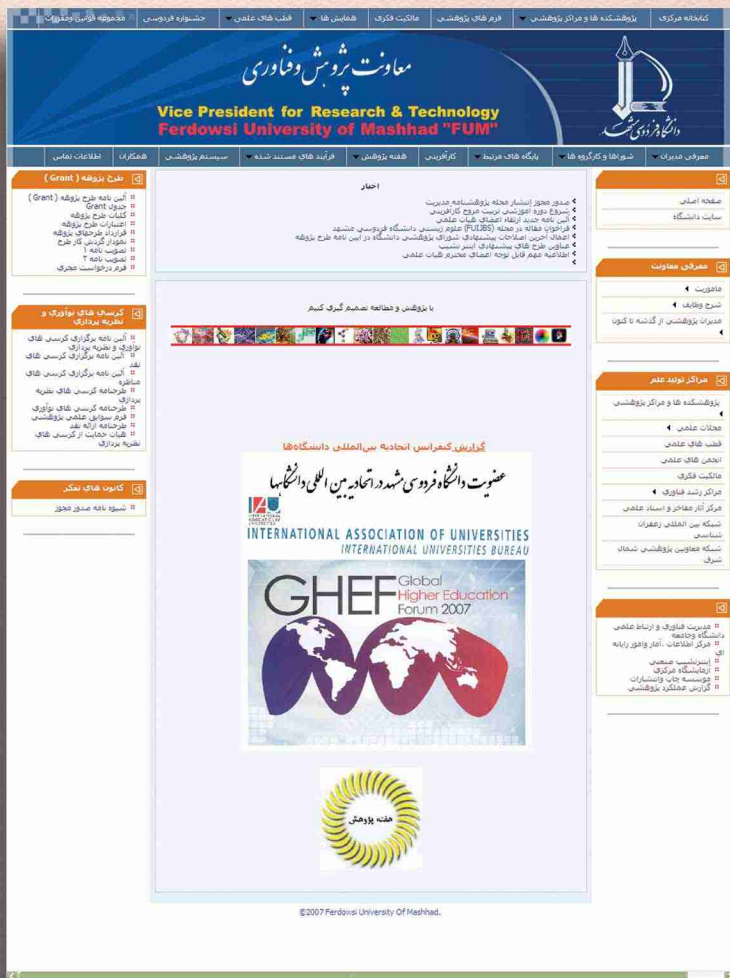 کتابخانه مرکزی
پژوهشکده ها و مراکز پژوهشی
فرم های پژوهشی
مالکیت فکری
همایش ها
قطب های علمی
جشنواره فردوسی
مجموعه قوانین ومقررات
معاونت پژوهش و فناوری
Vice President for Research & Technology
Ferdowsi University of Mashhad "FUM"
دانشگاه فردوسی مشهد
معرفی مدیران
شوراها و کارگروه ها
پایگاه های مرتبط
کارآفرینی
هفته پژوهش
فرآیند های مستند شده
سیستم پژوهشی
همکاران
اطلاعات تماس
صفحه اصلی
سایت دانشگاه
معرفی معاونت
ماموریت
شرح وظایف
مدیران پژوهشی از گذشته تا کنون
مراکز تولید علم
پژوهشکده ها و مراکز پژوهشی
مجلات علمی
قطب های علمی
انجمن های علمی
مالکیت فکری
مراکز رشد فناوری
مرکز آثار مفاخر و اسناد علمی
شبکه بین المللی زعفران
شناسی
شبکه معاونین پژوهشی شمال
شرق
مدیریت فناوری و ارتباط علمی
دانشگاه وجامعه
مرکز اطلاعات ،آمار وامور رایانه
ای
اینترنشیپ صنعتی
آزمایشگاه مرکزی
موسسه چاپ وانتشارات
گزارش عملکرد پژوهشی
اخبار
صدور مجوز انتشار مجله پژوهشنامه مدیریت
شروع دوره آموزشی تربیت مروج کارآفرینی
آئین نامه جدید ارتقاء اعضای هیات علمی
فراخوان مقاله در مجله (FUIJBS) علوم زیستی دانشگاه فردوسی مشهد
اعمال آخرین اصلاحات پیشنهادی شورای پژوهشی دانشگاه در آیین نامه طرح پژوهه
عناوین طرح های پیشنهادی اینتر نشیپ
اطلاعیه مهم قابل توجه اعضای محترم هیات علمی
با پژوهش و مطالعه تصمیم گیری کنیم
گزارش کنفرانس اتحادیه بین‌المللی دانشگاه‌ها
عضویت دانشگاه فردوسی مشهد در اتحادیه بین المللی دانشگاهها
IAU
INTERNATIONAL ASSOCIATION OF UNIVERSITIES
INTERNATIONAL UNIVERSITIES BUREAU
GHEF Global
Higher Education
Forum 2007
هفته پژوهش
طرح پژوهه ( Grant )
آئین نامه طرح پژوهه ( Grant )
جدول Grant
کلیات طرح پژوهه
اعتبارات طرح پژوهه
قرارداد طرحهای پژوهه
نمودار گردش کار طرح
تصویب نامه ۱
تصویب نامه ۲
فرم درخواست مجری
کرسی های نوآوری و
نظریه پردازی
آئین نامه برگزاری کرسی های
نوآوری و نظریه پردازی
آئین نامه برگزاری کرسی های
نقد
آئین نامه برگزاری کرسی های
مناظره
طرحنامه کرسی های نظریه
پردازی
طرحنامه کرسی های نوآوری
فرم سوابق علمی پژوهشی
طرحنامه ارائه نقد
هیات حمایت از کرسی های
نظریه پردازی
کانون های تفکر
شیوه نامه صدور مجوز
©2007 Ferdowsi University Of Mashhad.